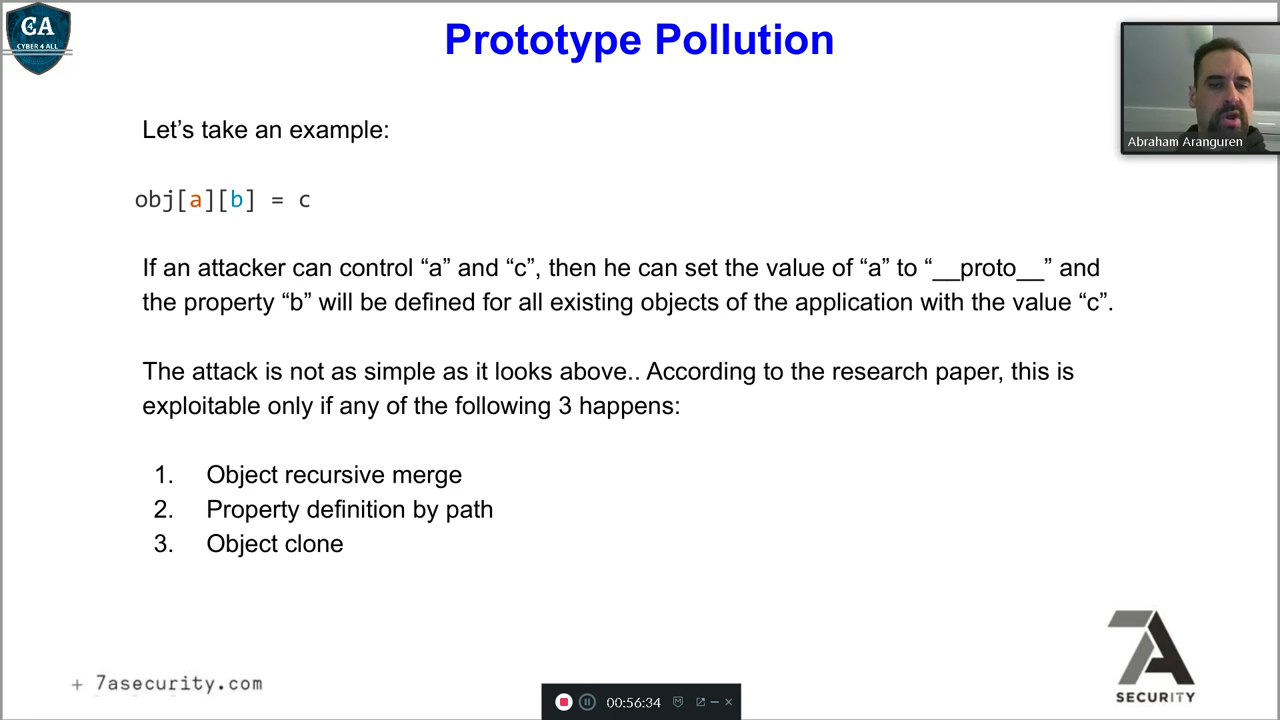 CA
CYBER 4 ALL
Prototype Pollution
Abraham Aranguren
Let’s take an example:
obj[a][b] = c
If an attacker can control “a” and “c”, then he can set the value of “a” to “__proto__” and
the property “b” will be defined for all existing objects of the application with the value “c”.
The attack is not as simple as it looks above.. According to the research paper, this is
exploitable only if any of the following 3 happens:
1. Object recursive merge
2. Property definition by path
3. Object clone
+ 7asecurity.com
00:56:34
7A
SECURITY